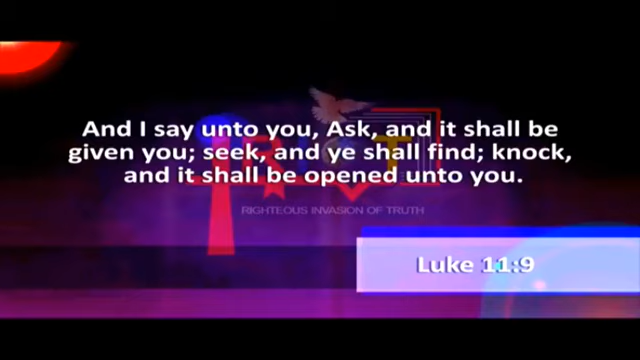 And I say unto you, Ask, and it shall be
given you; seek, and ye shall find; knock,
and it shall be opened unto you.
RIGHTEOUS INVASION OF TRUTH
Luke 11:9